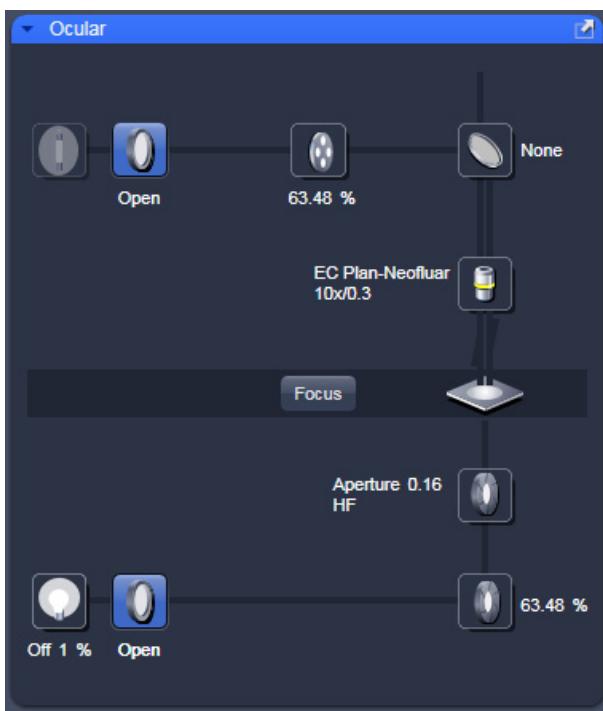 Ocular
None
Open
63.48 %
EC Plan-Neofluar
10x/0.3
Focus
Aperture 0.16
HF
63.48 %
Off 1 %
Open